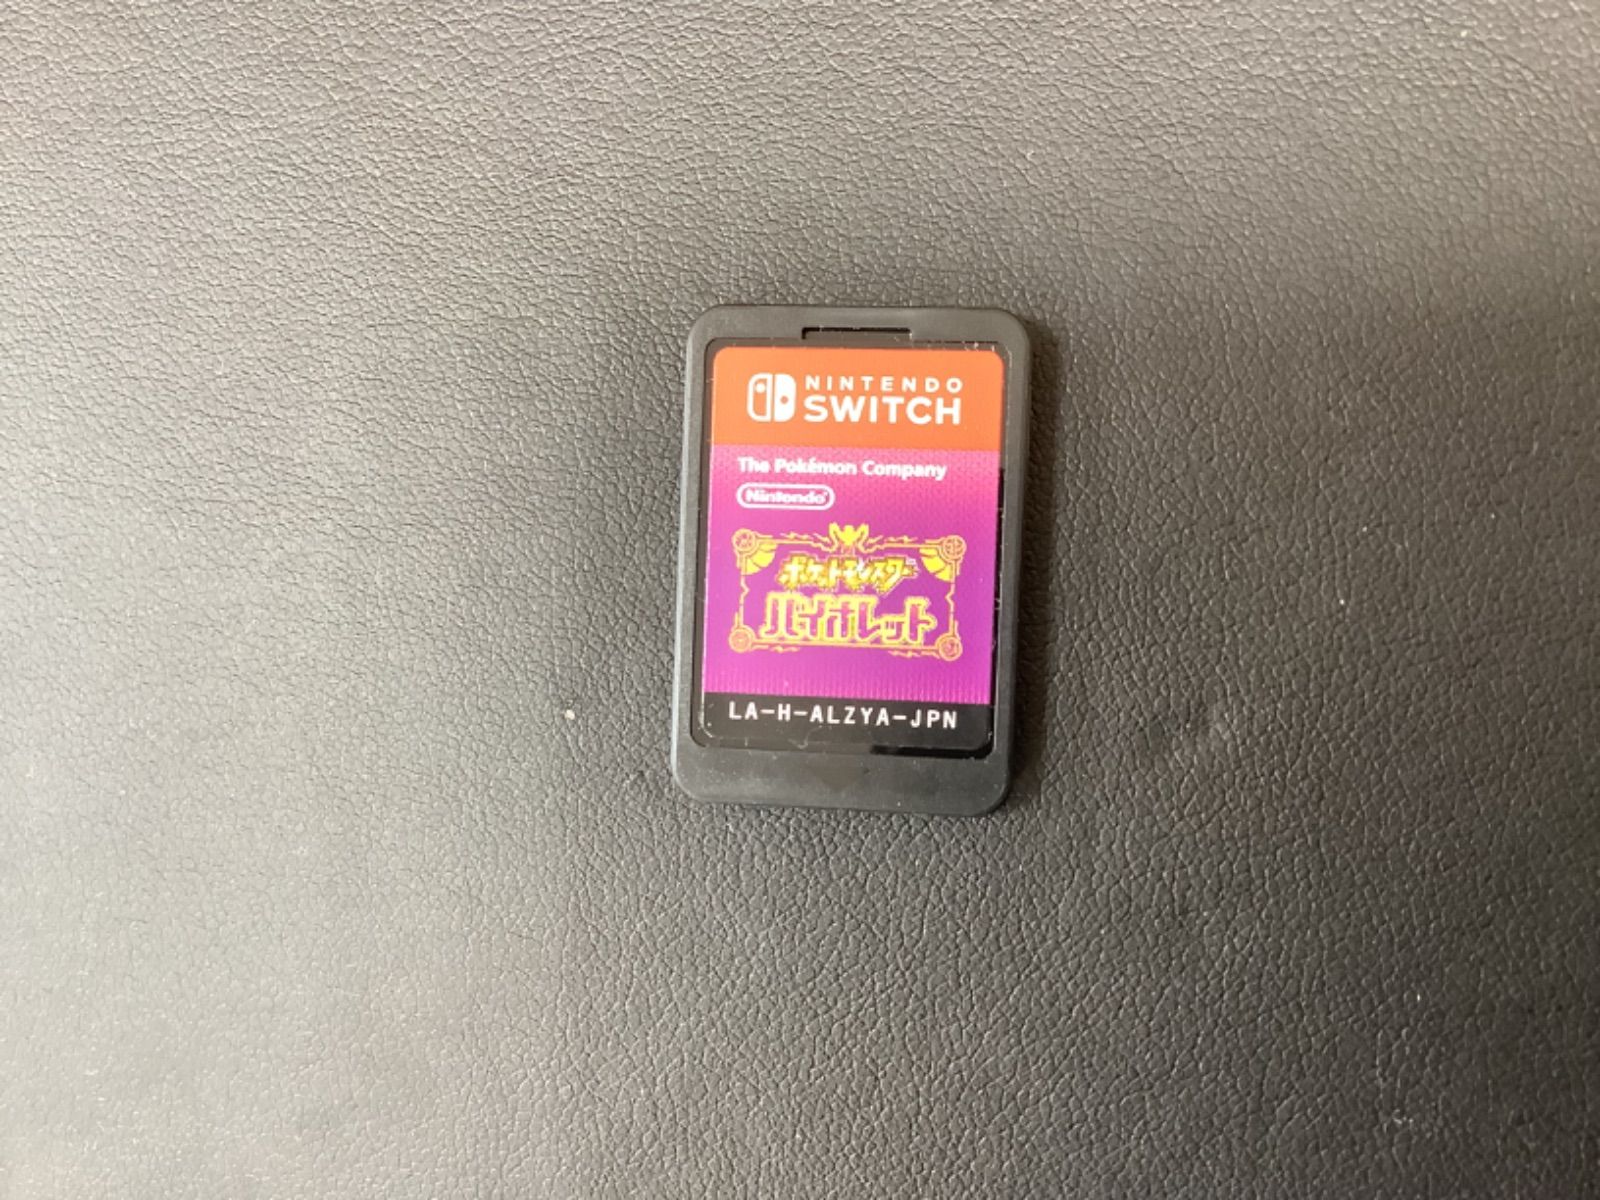 NINTENDO
SWITCH
The Pokémon Company
Nintendo
ポケットモンスター
バイオレット
LA-H-ALZYA-JPN